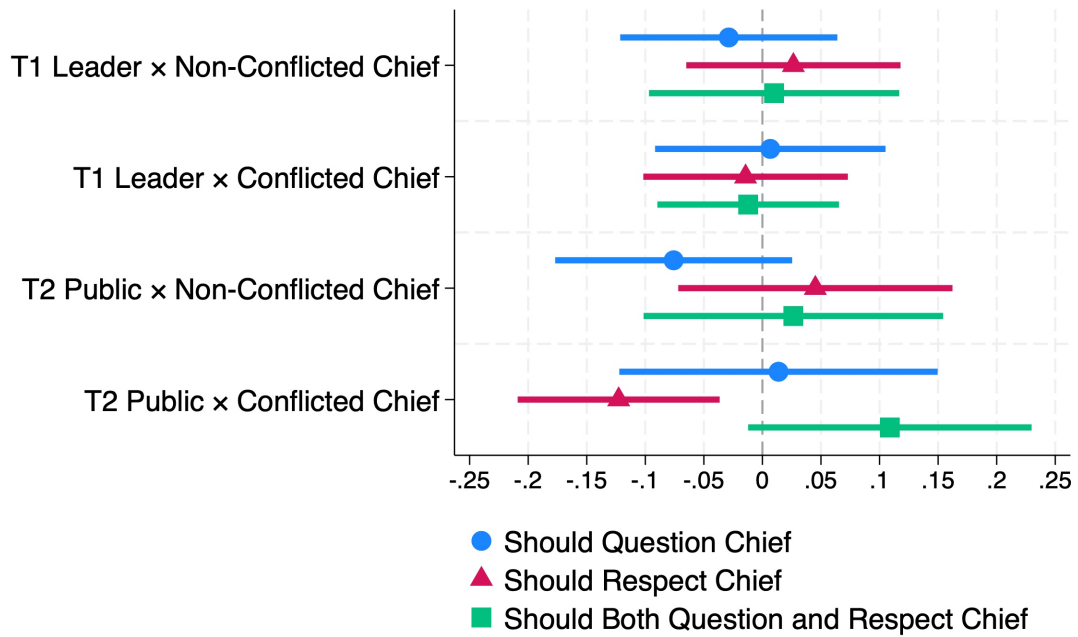 T1 Leader × Non-Conflicted Chief
T1 Leader × Conflicted Chief
T2 Public × Non-Conflicted Chief
T2 Public × Conflicted Chief
-.25 -.2 -.15 -.1 -.05 0 .05 .1 .15 .2 .25
Should Question Chief
Should Respect Chief
Should Both Question and Respect Chief